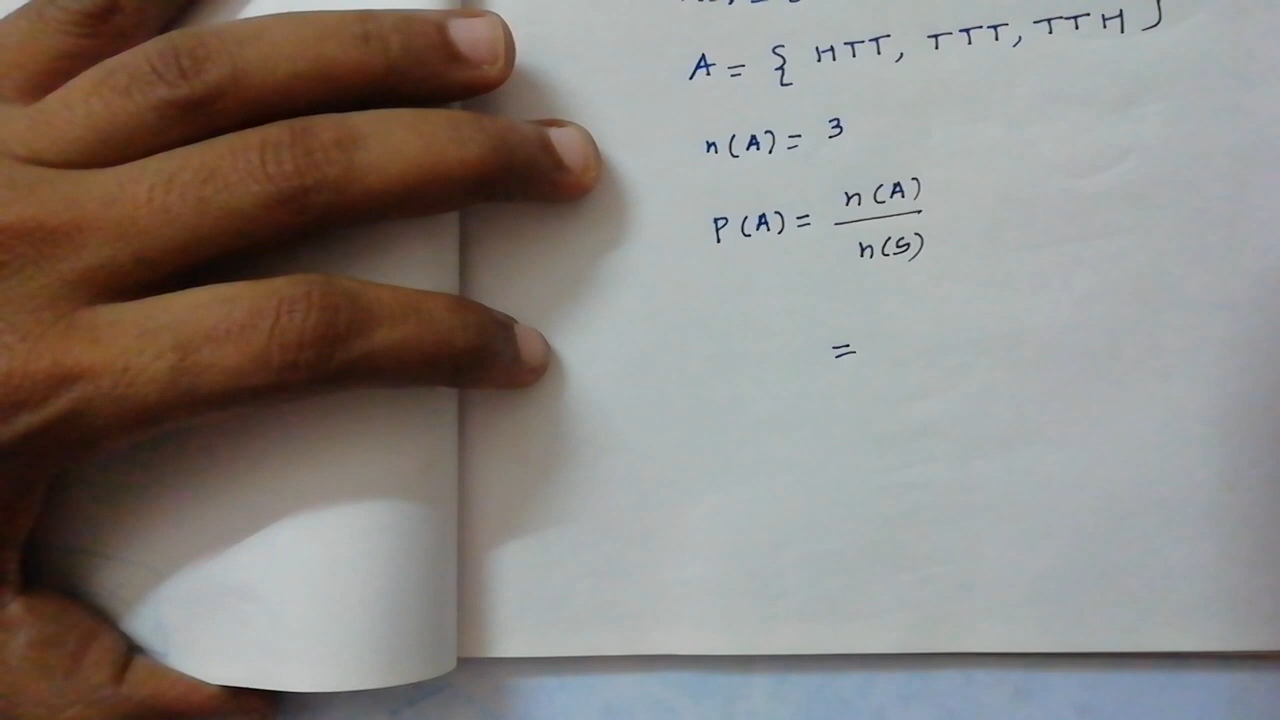 A = { HTT, TTT, TTH }
n(A) = 3
P(A) = n(A)
n(S)
=